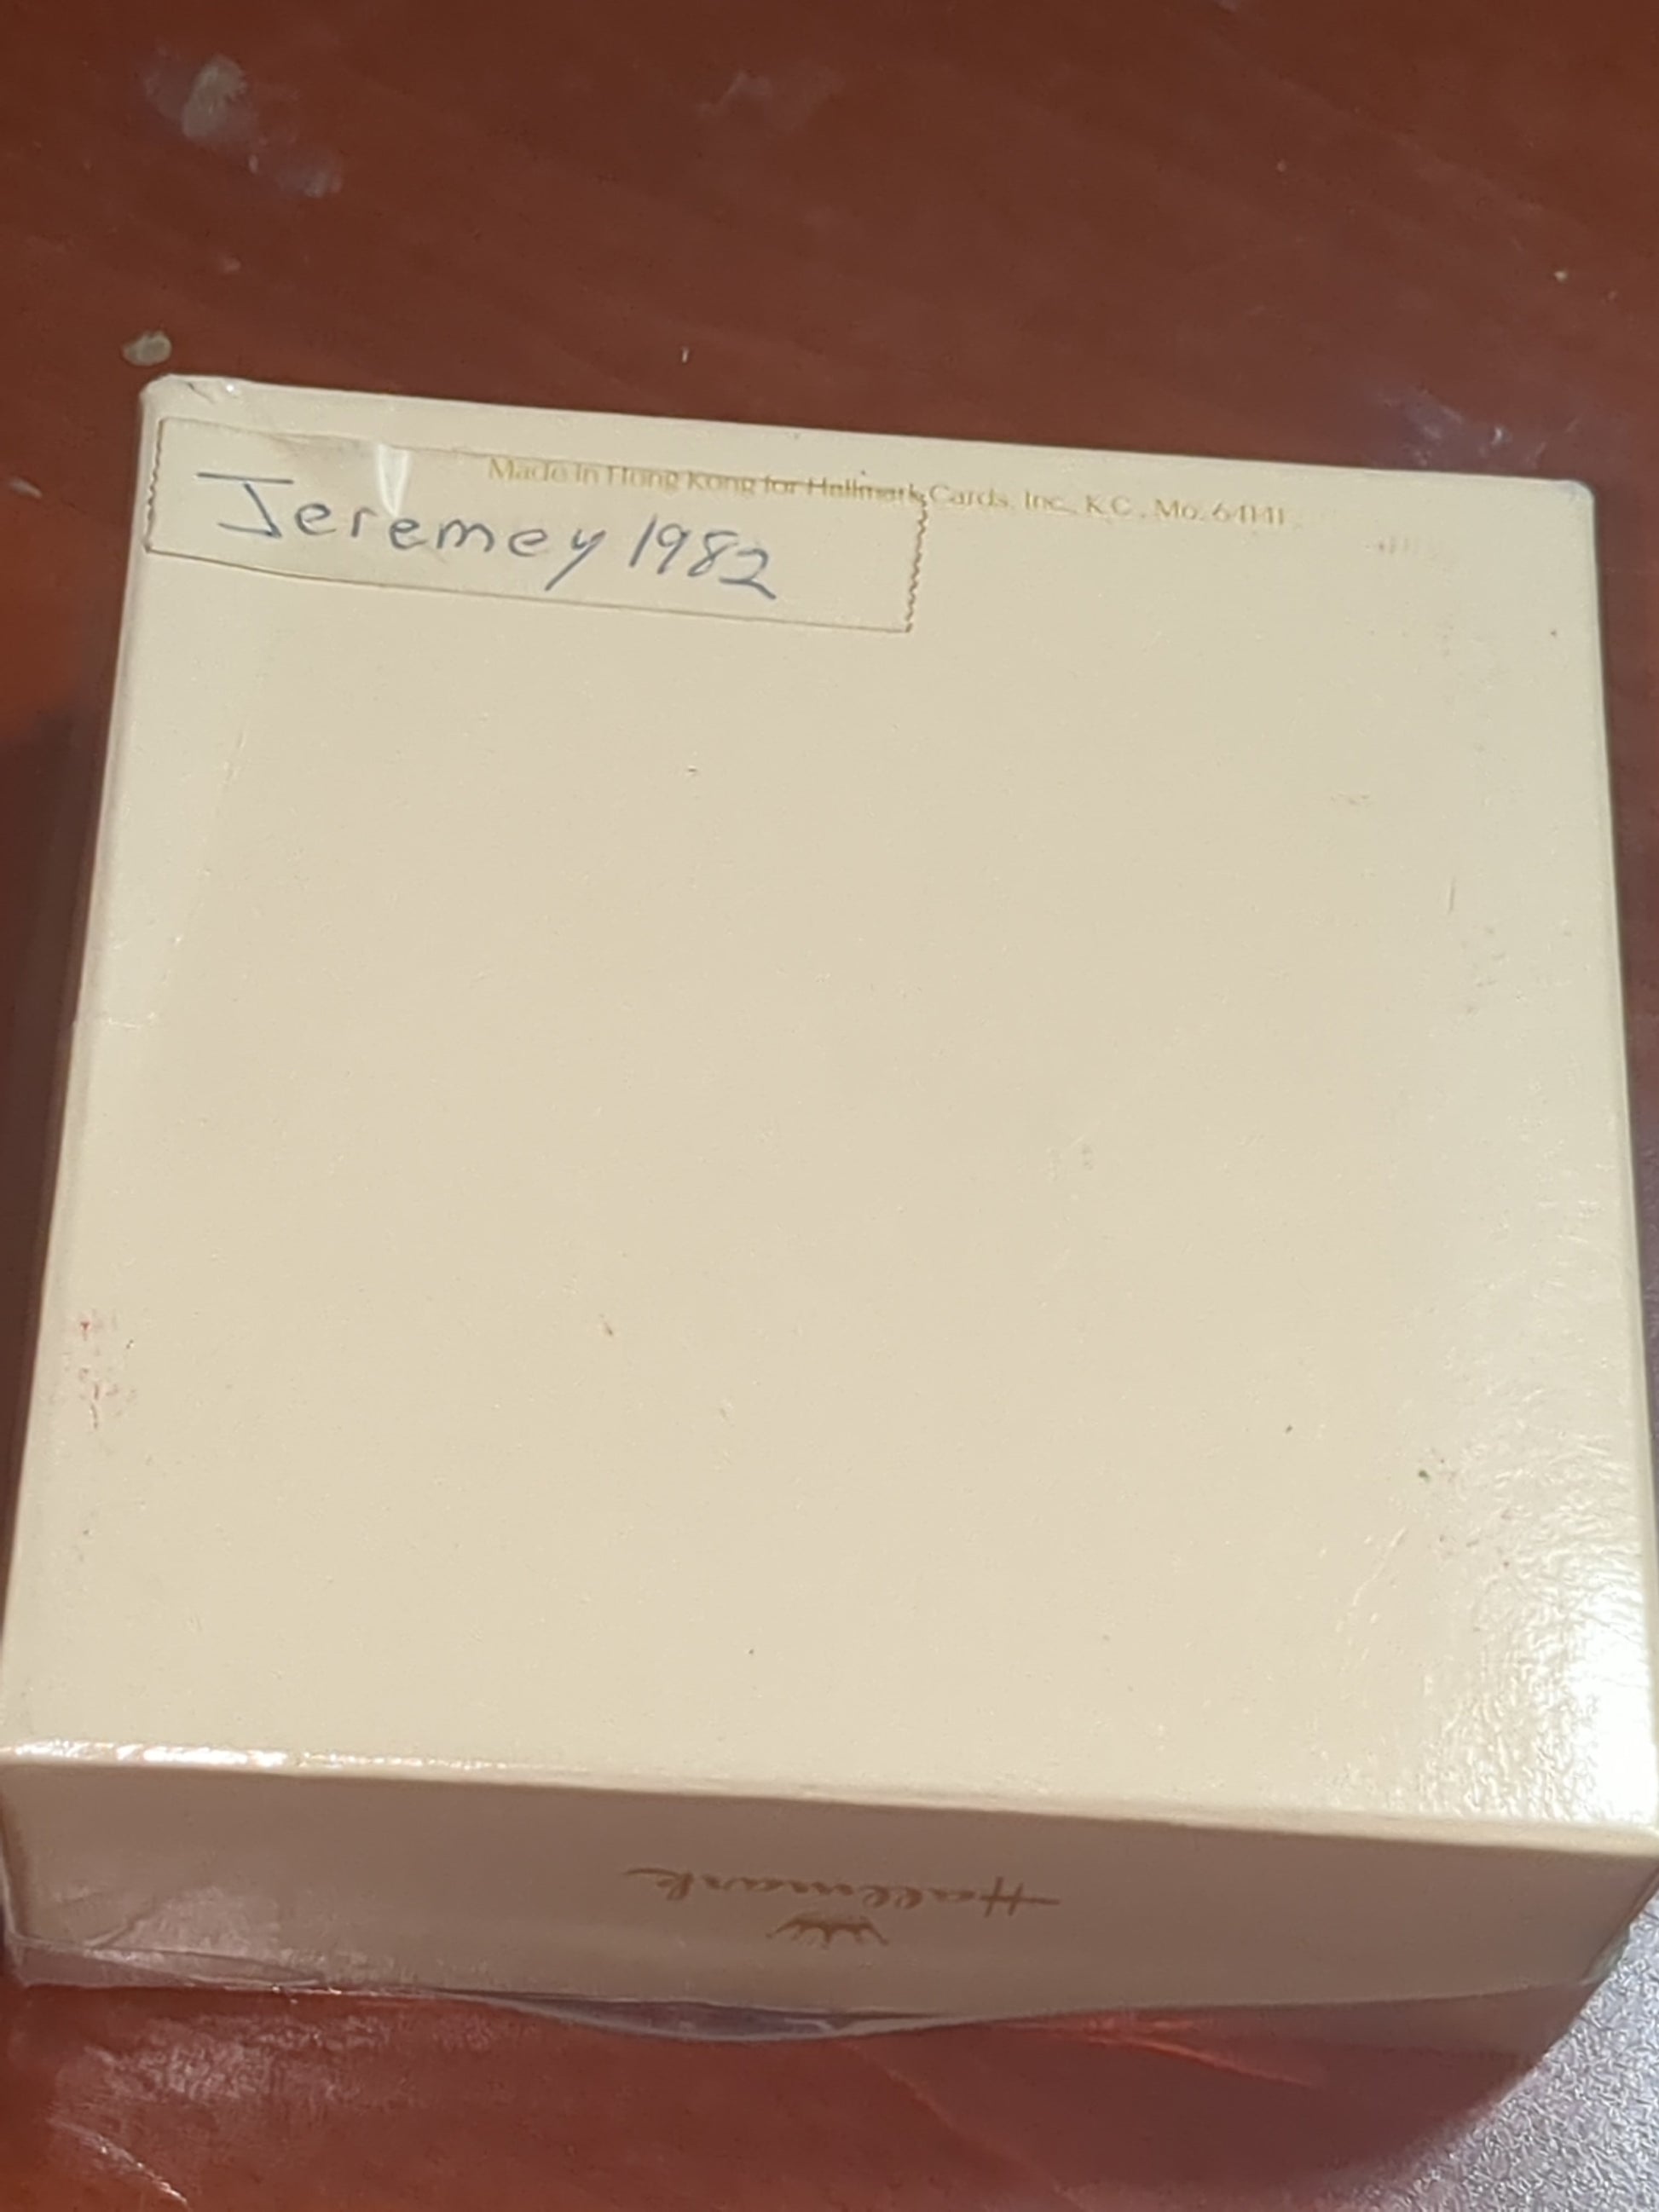 Made in Hong Kong for Hallmark Cards, Inc., K.C., Mo. 64141
Jeremey 1982
Hallmark